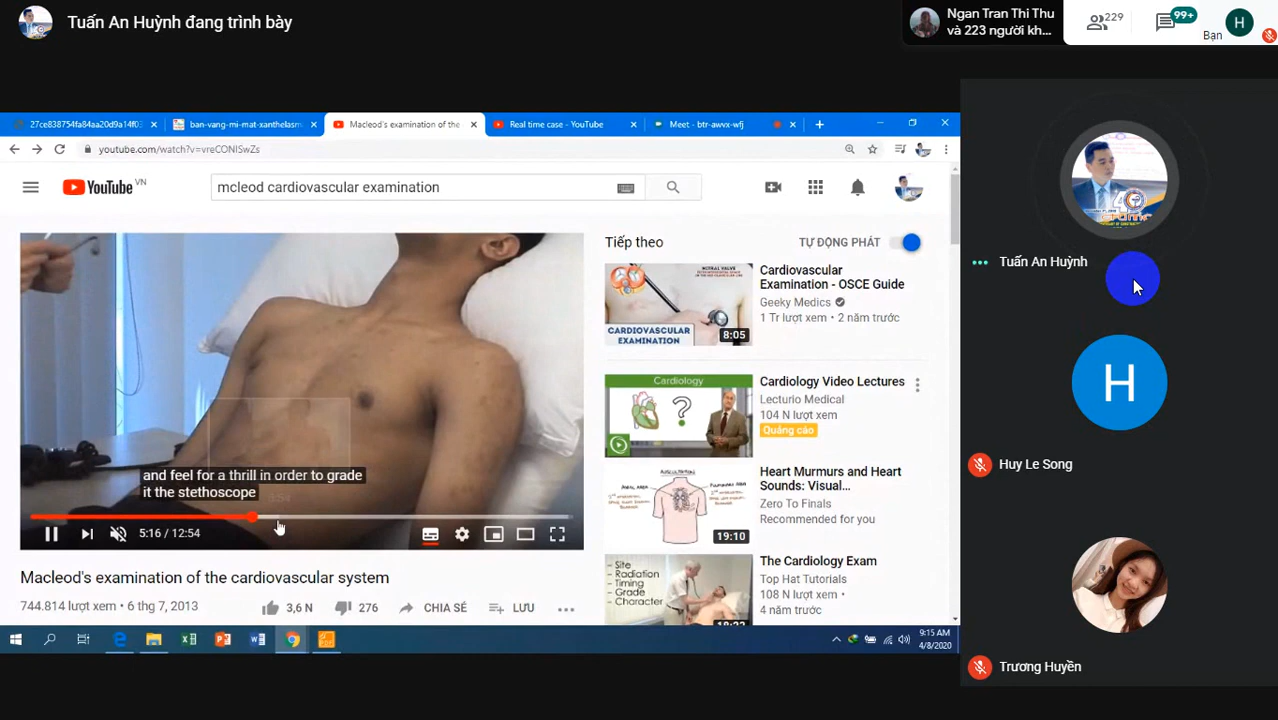 Tuấn An Huỳnh đang trình bày
Ngan Tran Thi Thu
và 223 người kh...
229
99+
Bạn
H
27ce838754fa84aa20d9a14f03
ban-vang-mi-mat-xanthelasm
Macleod's examination of the
Real time case - YouTube
Meet - btr-awvx-wfj
youtube.com/watch?v=vreCONISwZs
YouTube VN
mcleod cardiovascular examination
Tiếp theo
TỰ ĐỘNG PHÁT
Cardiovascular
Examination - OSCE Guide
Geeky Medics
1 Tr lượt xem • 2 năm trước
CARDIOVASCULAR
EXAMINATION
8:05
Cardiology
Cardiology Video Lectures
Lecturio Medical
104 N lượt xem
Quảng cáo
Heart Murmurs and Heart
Sounds: Visual...
Zero To Finals
Recommended for you
19:10
The Cardiology Exam
Top Hat Tutorials
108 N lượt xem •
4 năm trước
- Site
- Radiation
- Timing
- Grade
- Character
and feel for a thrill in order to grade
it the stethoscope
5:16 / 12:54
Macleod's examination of the cardiovascular system
744.814 lượt xem • 6 thg 7, 2013
3,6 N
276
CHIA SẺ
LƯU
9:15 AM
4/8/2020
Tuấn An Huỳnh
H
Huy Le Song
Trương Huyền